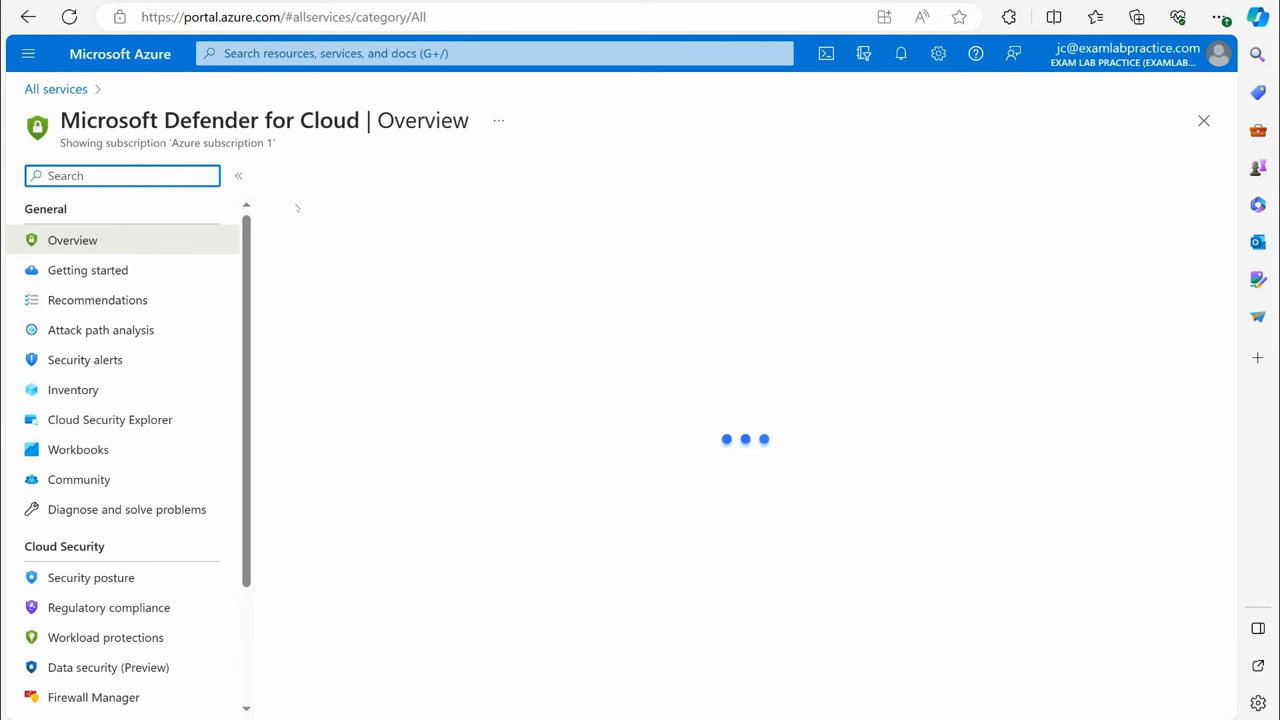 https://portal.azure.com/#allservices/category/All
Microsoft Azure
Search resources, services, and docs (G+/)
jc@examlabpractice.com
EXAM LAB PRACTICE (EXAMLAB...
All services
Microsoft Defender for Cloud | Overview
Showing subscription 'Azure subscription 1'
Search
General
Overview
Getting started
Recommendations
Attack path analysis
Security alerts
Inventory
Cloud Security Explorer
Workbooks
Community
Diagnose and solve problems
Cloud Security
Security posture
Regulatory compliance
Workload protections
Data security (Preview)
Firewall Manager